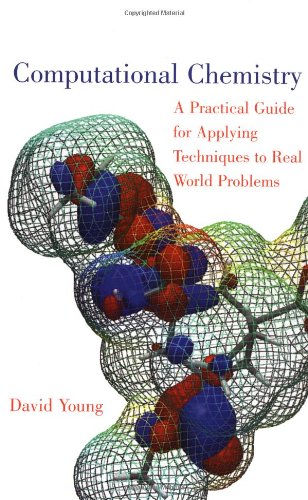 Computational Chemistry
A Practical Guide
for Applying
Techniques to Real
World Problems
David Young